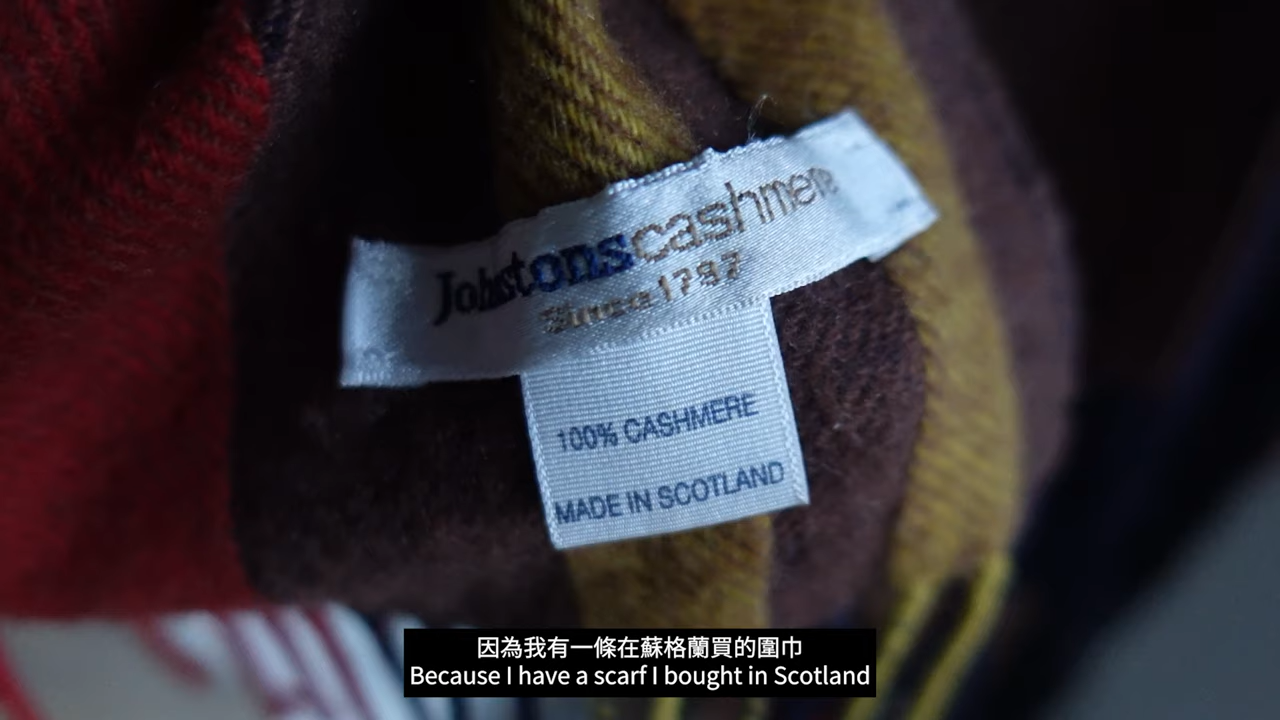 Johnstonscashmere
Since 1797
100% CASHMERE
MADE IN SCOTLAND
因為我有一條在蘇格蘭買的圍巾
Because I have a scarf I bought in Scotland